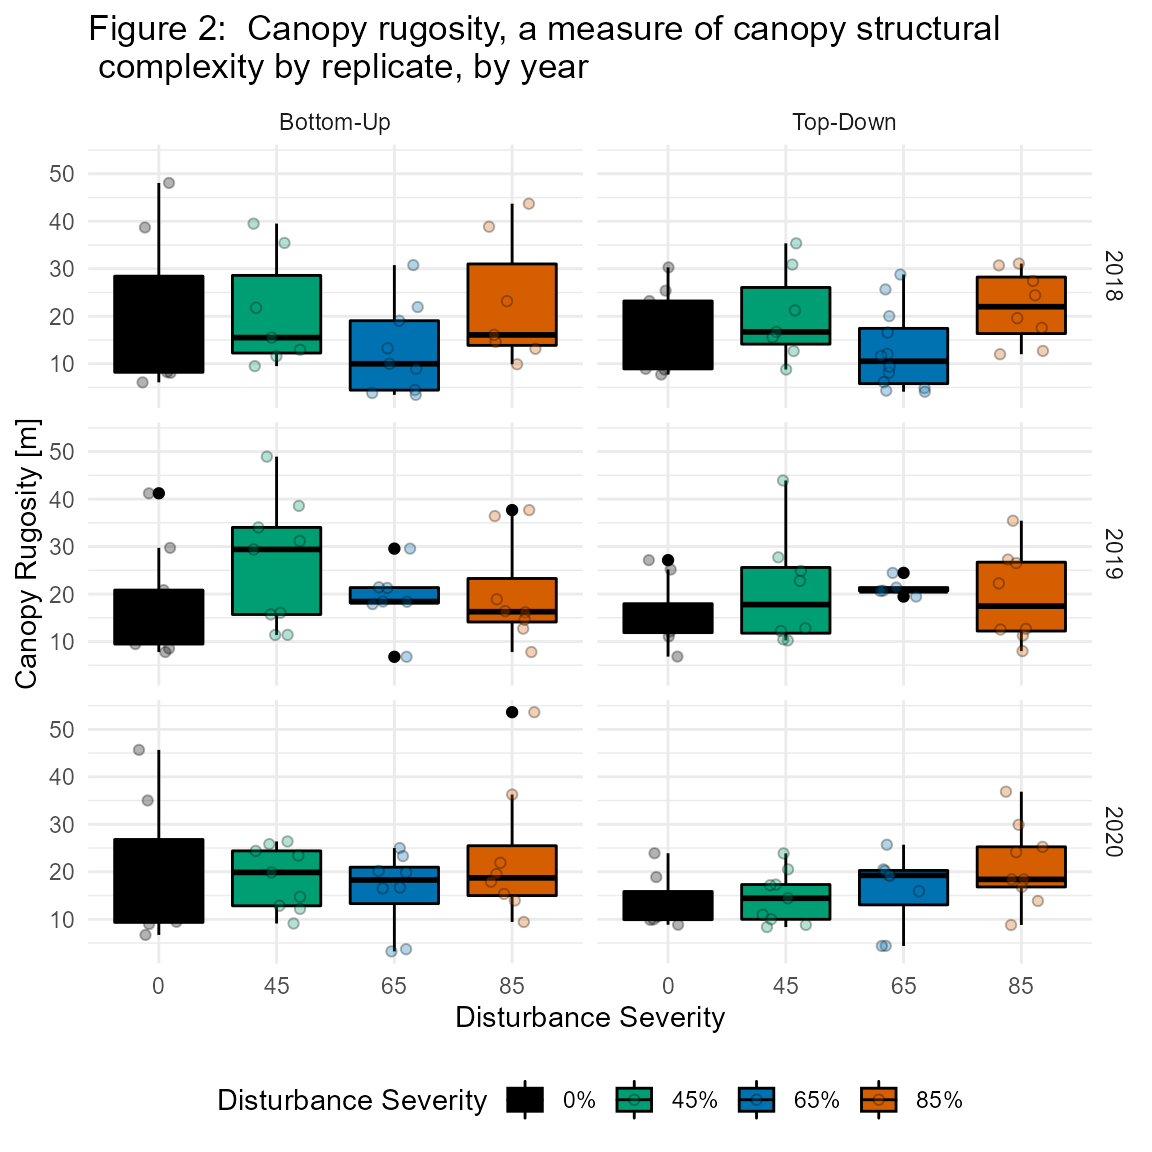 Figure 2:  Canopy rugosity, a measure of canopy structural
complexity by replicate, by year
Bottom-Up
Top-Down
50
40
30
20
10
2018
50
40
30
20
10
2019
50
40
30
20
10
2020
Canopy Rugosity [m]
0 45 65 85 0 45 65 85
Disturbance Severity
Disturbance Severity 0% 45% 65% 85%